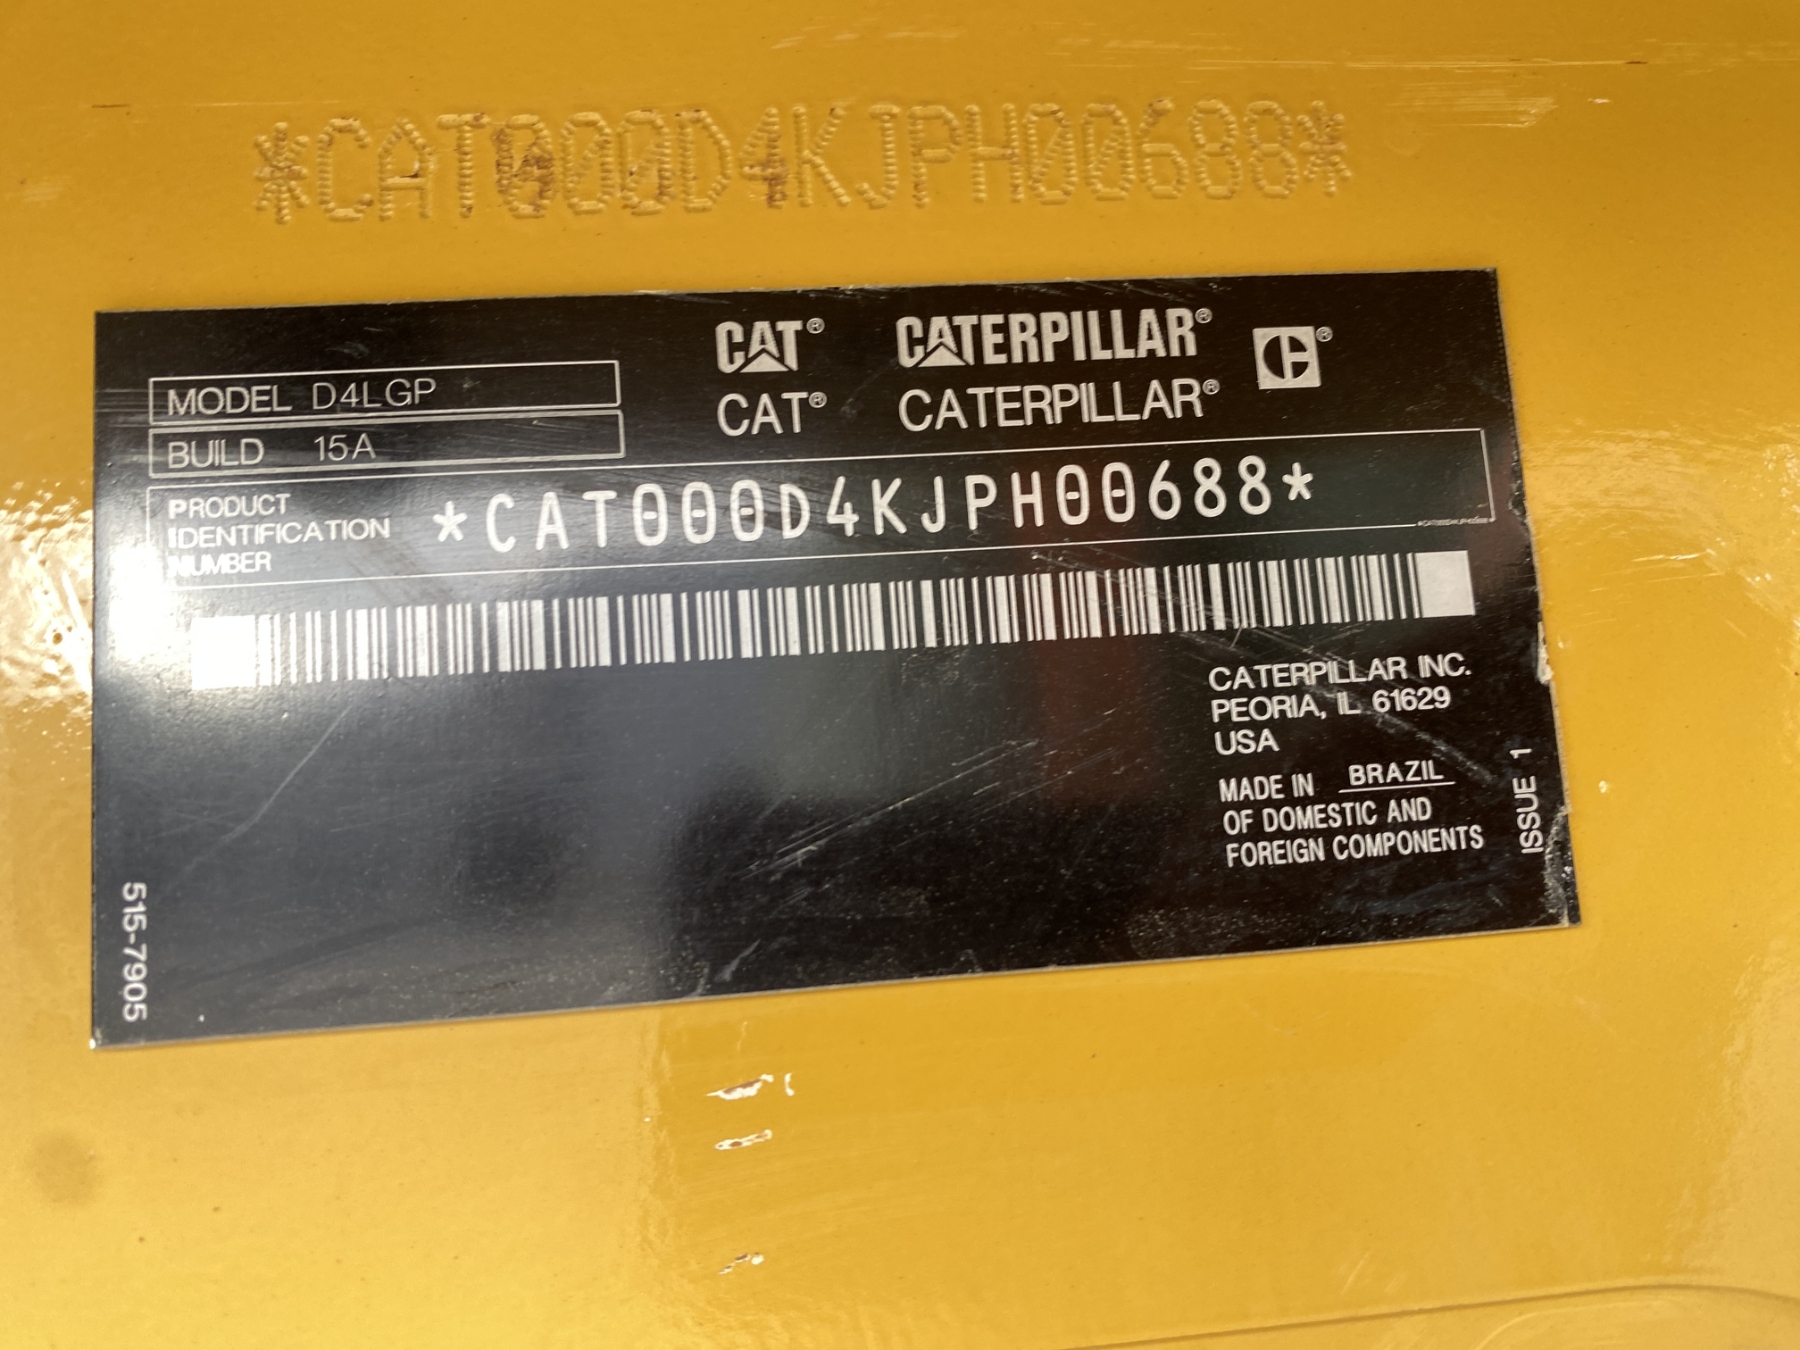 *CAT000D4KJPH00688*
CAT® CATERPILLAR® ®
MODEL D4LGP
CAT® CATERPILLAR®
BUILD 15A
PRODUCT
IDENTIFICATION
NUMBER
*CAT000D4KJPH00688*
*CAT000D4KJPH00688*
CATERPILLAR INC.
PEORIA, IL 61629
USA
MADE IN BRAZIL
OF DOMESTIC AND
FOREIGN COMPONENTS
ISSUE 1
515-7905